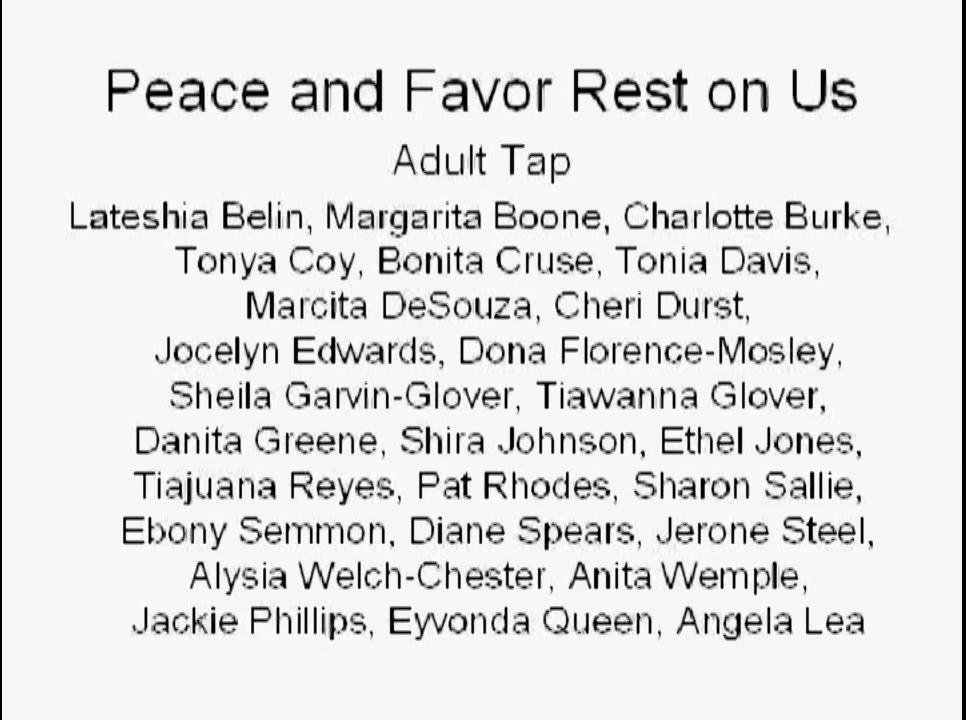 Peace and Favor Rest on Us
Adult Tap
Lateshia Belin, Margarita Boone, Charlotte Burke,
Tonya Coy, Bonita Cruse, Tonia Davis,
Marcita DeSouza, Cheri Durst,
Jocelyn Edwards, Dona Florence-Mosley,
Sheila Garvin-Glover, Tiawanna Glover,
Danita Greene, Shira Johnson, Ethel Jones,
Tiajuana Reyes, Pat Rhodes, Sharon Sallie,
Ebony Semmon, Diane Spears, Jerone Steel,
Alysia Welch-Chester, Anita Wemple,
Jackie Phillips, Eyvonda Queen, Angela Lea